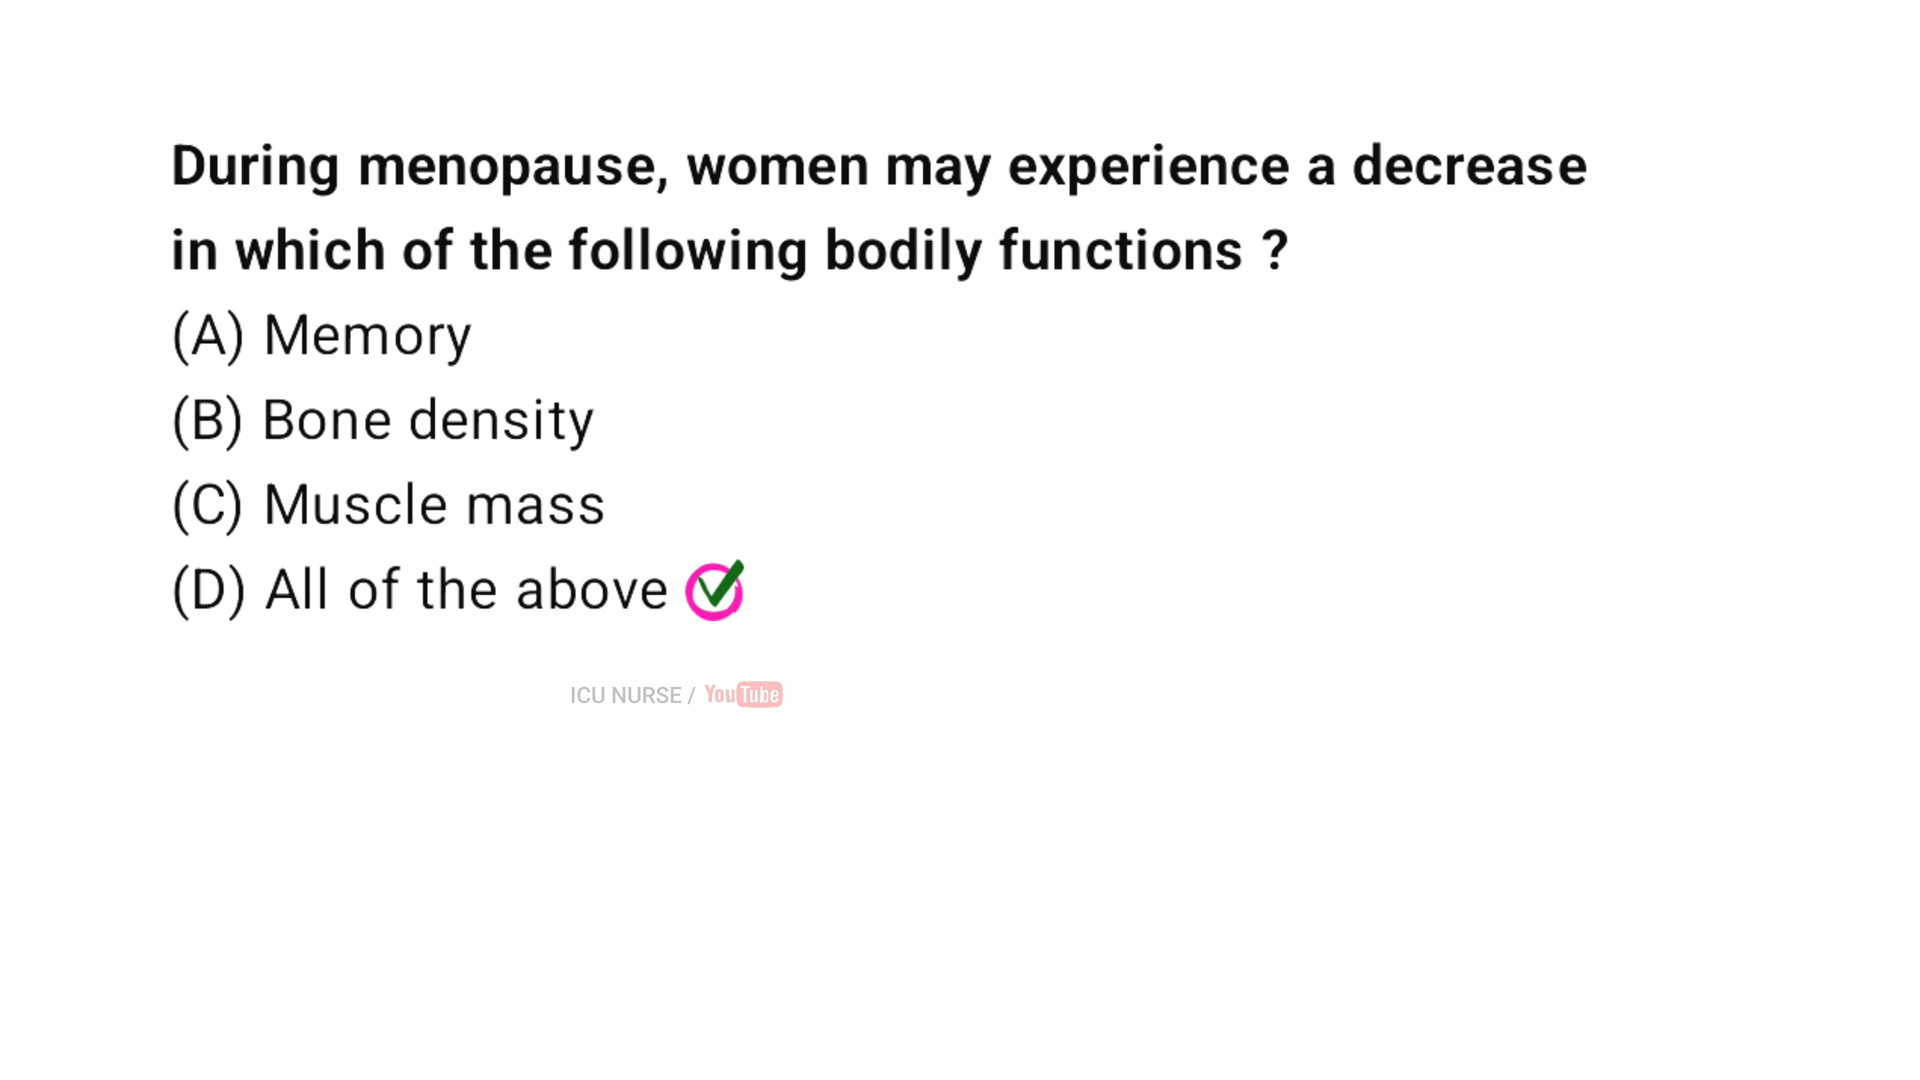 During menopause, women may experience a decrease
in which of the following bodily functions ?
(A) Memory
(B) Bone density
(C) Muscle mass
(D) All of the above
ICU NURSE / YouTube